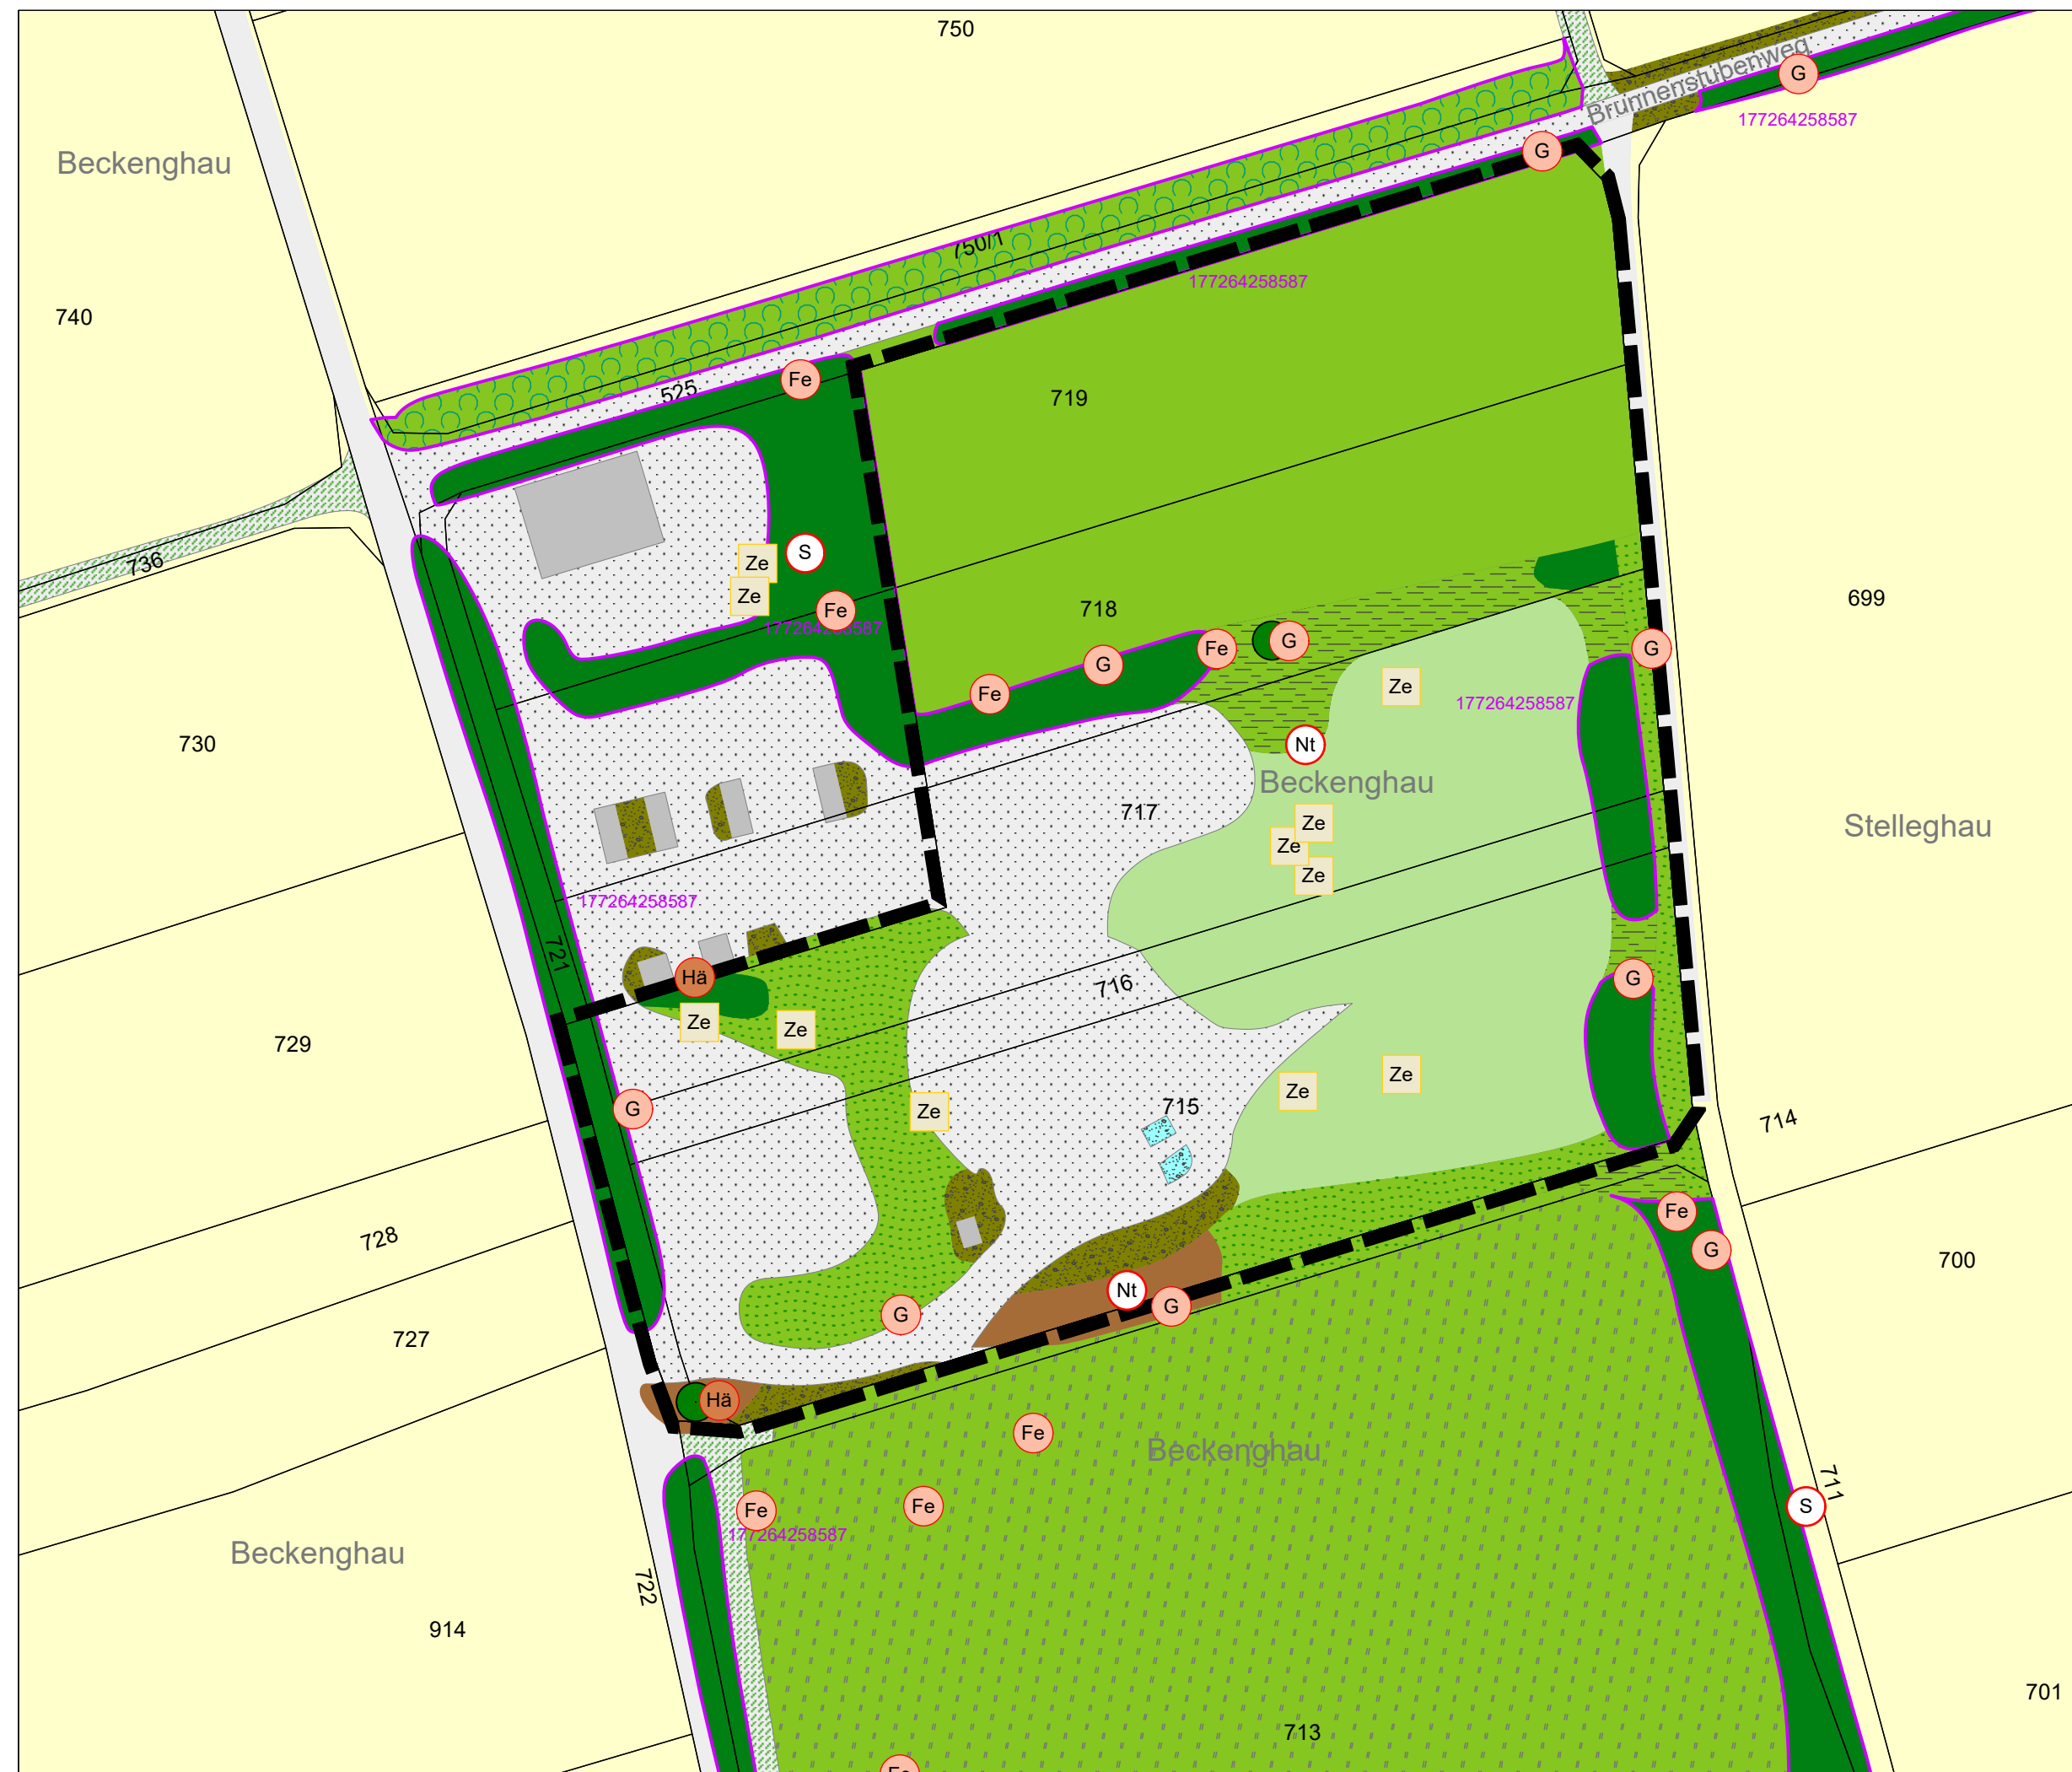 750
Brunnenstubenweg
G
177264258587
Beckenghau
G
750/1
177264258587
740
Fe
525
719
Ze
S
736
Ze
Fe
177264258587
718
699
G
Fe
G
G
Fe
Ze
177264258587
730
Nt
Beckenghau
717
Ze
Ze
Ze
Stelleghau
177264258587
721
Hä
716
G
Ze
Ze
729
G
Ze
715
Ze
Ze
714
728
Fe
G
700
727
G
Nt
G
Hä
Fe
Beckenghau
Fe
Fe
177264258587
711
S
Beckenghau
722
914
713
701
Fe